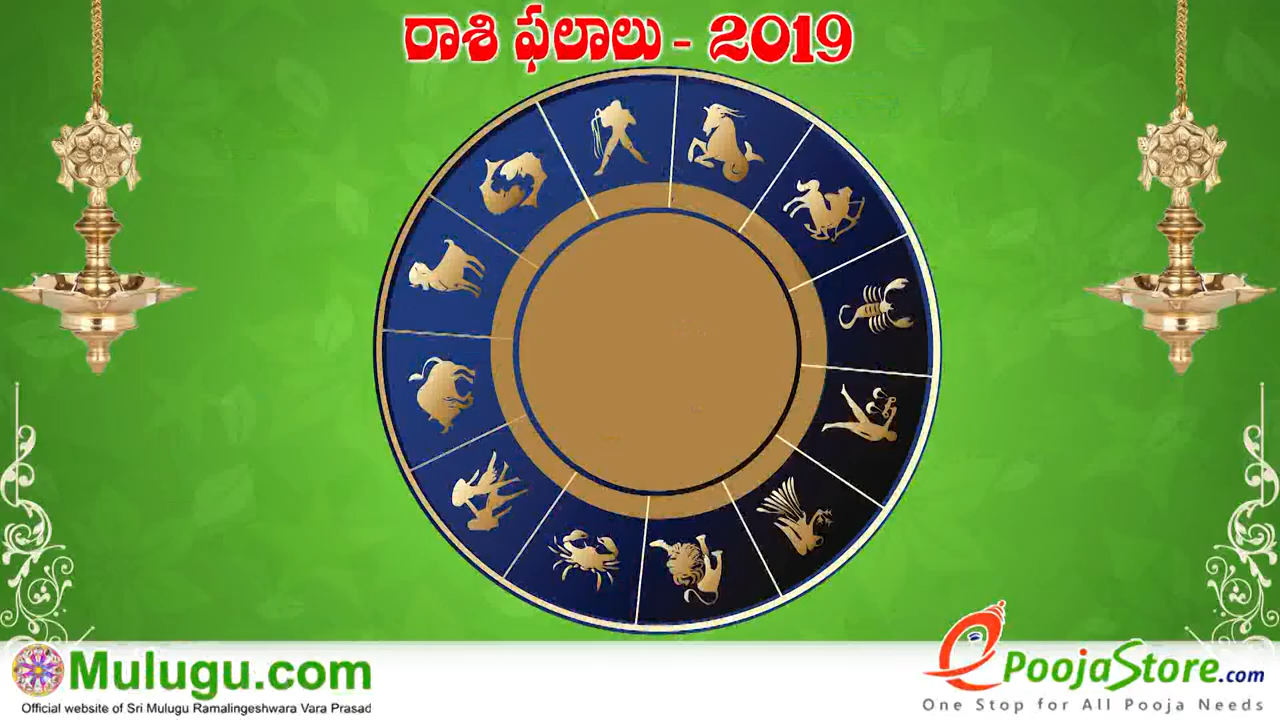 రాశి ఫలాలు - 2019
Mulugu.com
Official website of Sri Mulugu Ramalingeshwara Vara Prasad
ePoojaStore.com
One Stop for All Pooja Needs